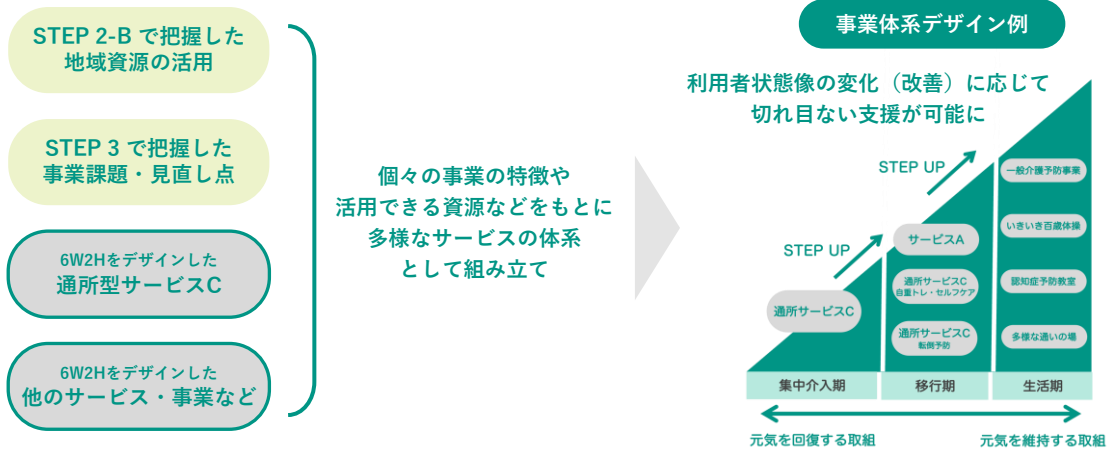 STEP 2-B で把握した
地域資源の活用
STEP 3 で把握した
事業課題・見直し点
6W2Hをデザインした
通所型サービスC
6W2Hをデザインした
他のサービス・事業など
個々の事業の特徴や
活用できる資源などをもとに
多様なサービスの体系
として組み立て
事業体系デザイン例
利用者状態像の変化（改善）に応じて
切れ目ない支援が可能に
STEP UP
STEP UP
通所サービスC
サービスA
通所サービスC
自重トレ・セルフケア
通所サービスC
転倒予防
一般介護予防事業
いきいき百歳体操
認知症予防教室
多様な通いの場
集中介入期
移行期
生活期
元気を回復する取組
元気を維持する取組